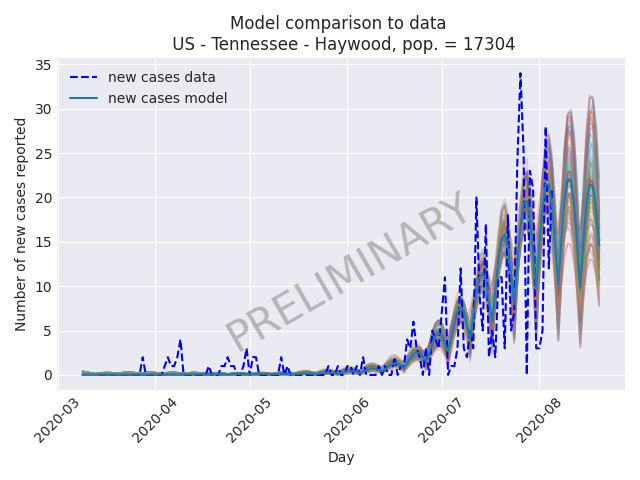 Model comparison to data
US - Tennessee - Haywood, pop. = 17304
new cases data
new cases model
PRELIMINARY
Number of new cases reported
35
30
25
20
15
10
5
0
2020-03
2020-04
2020-05
2020-06
2020-07
2020-08
Day